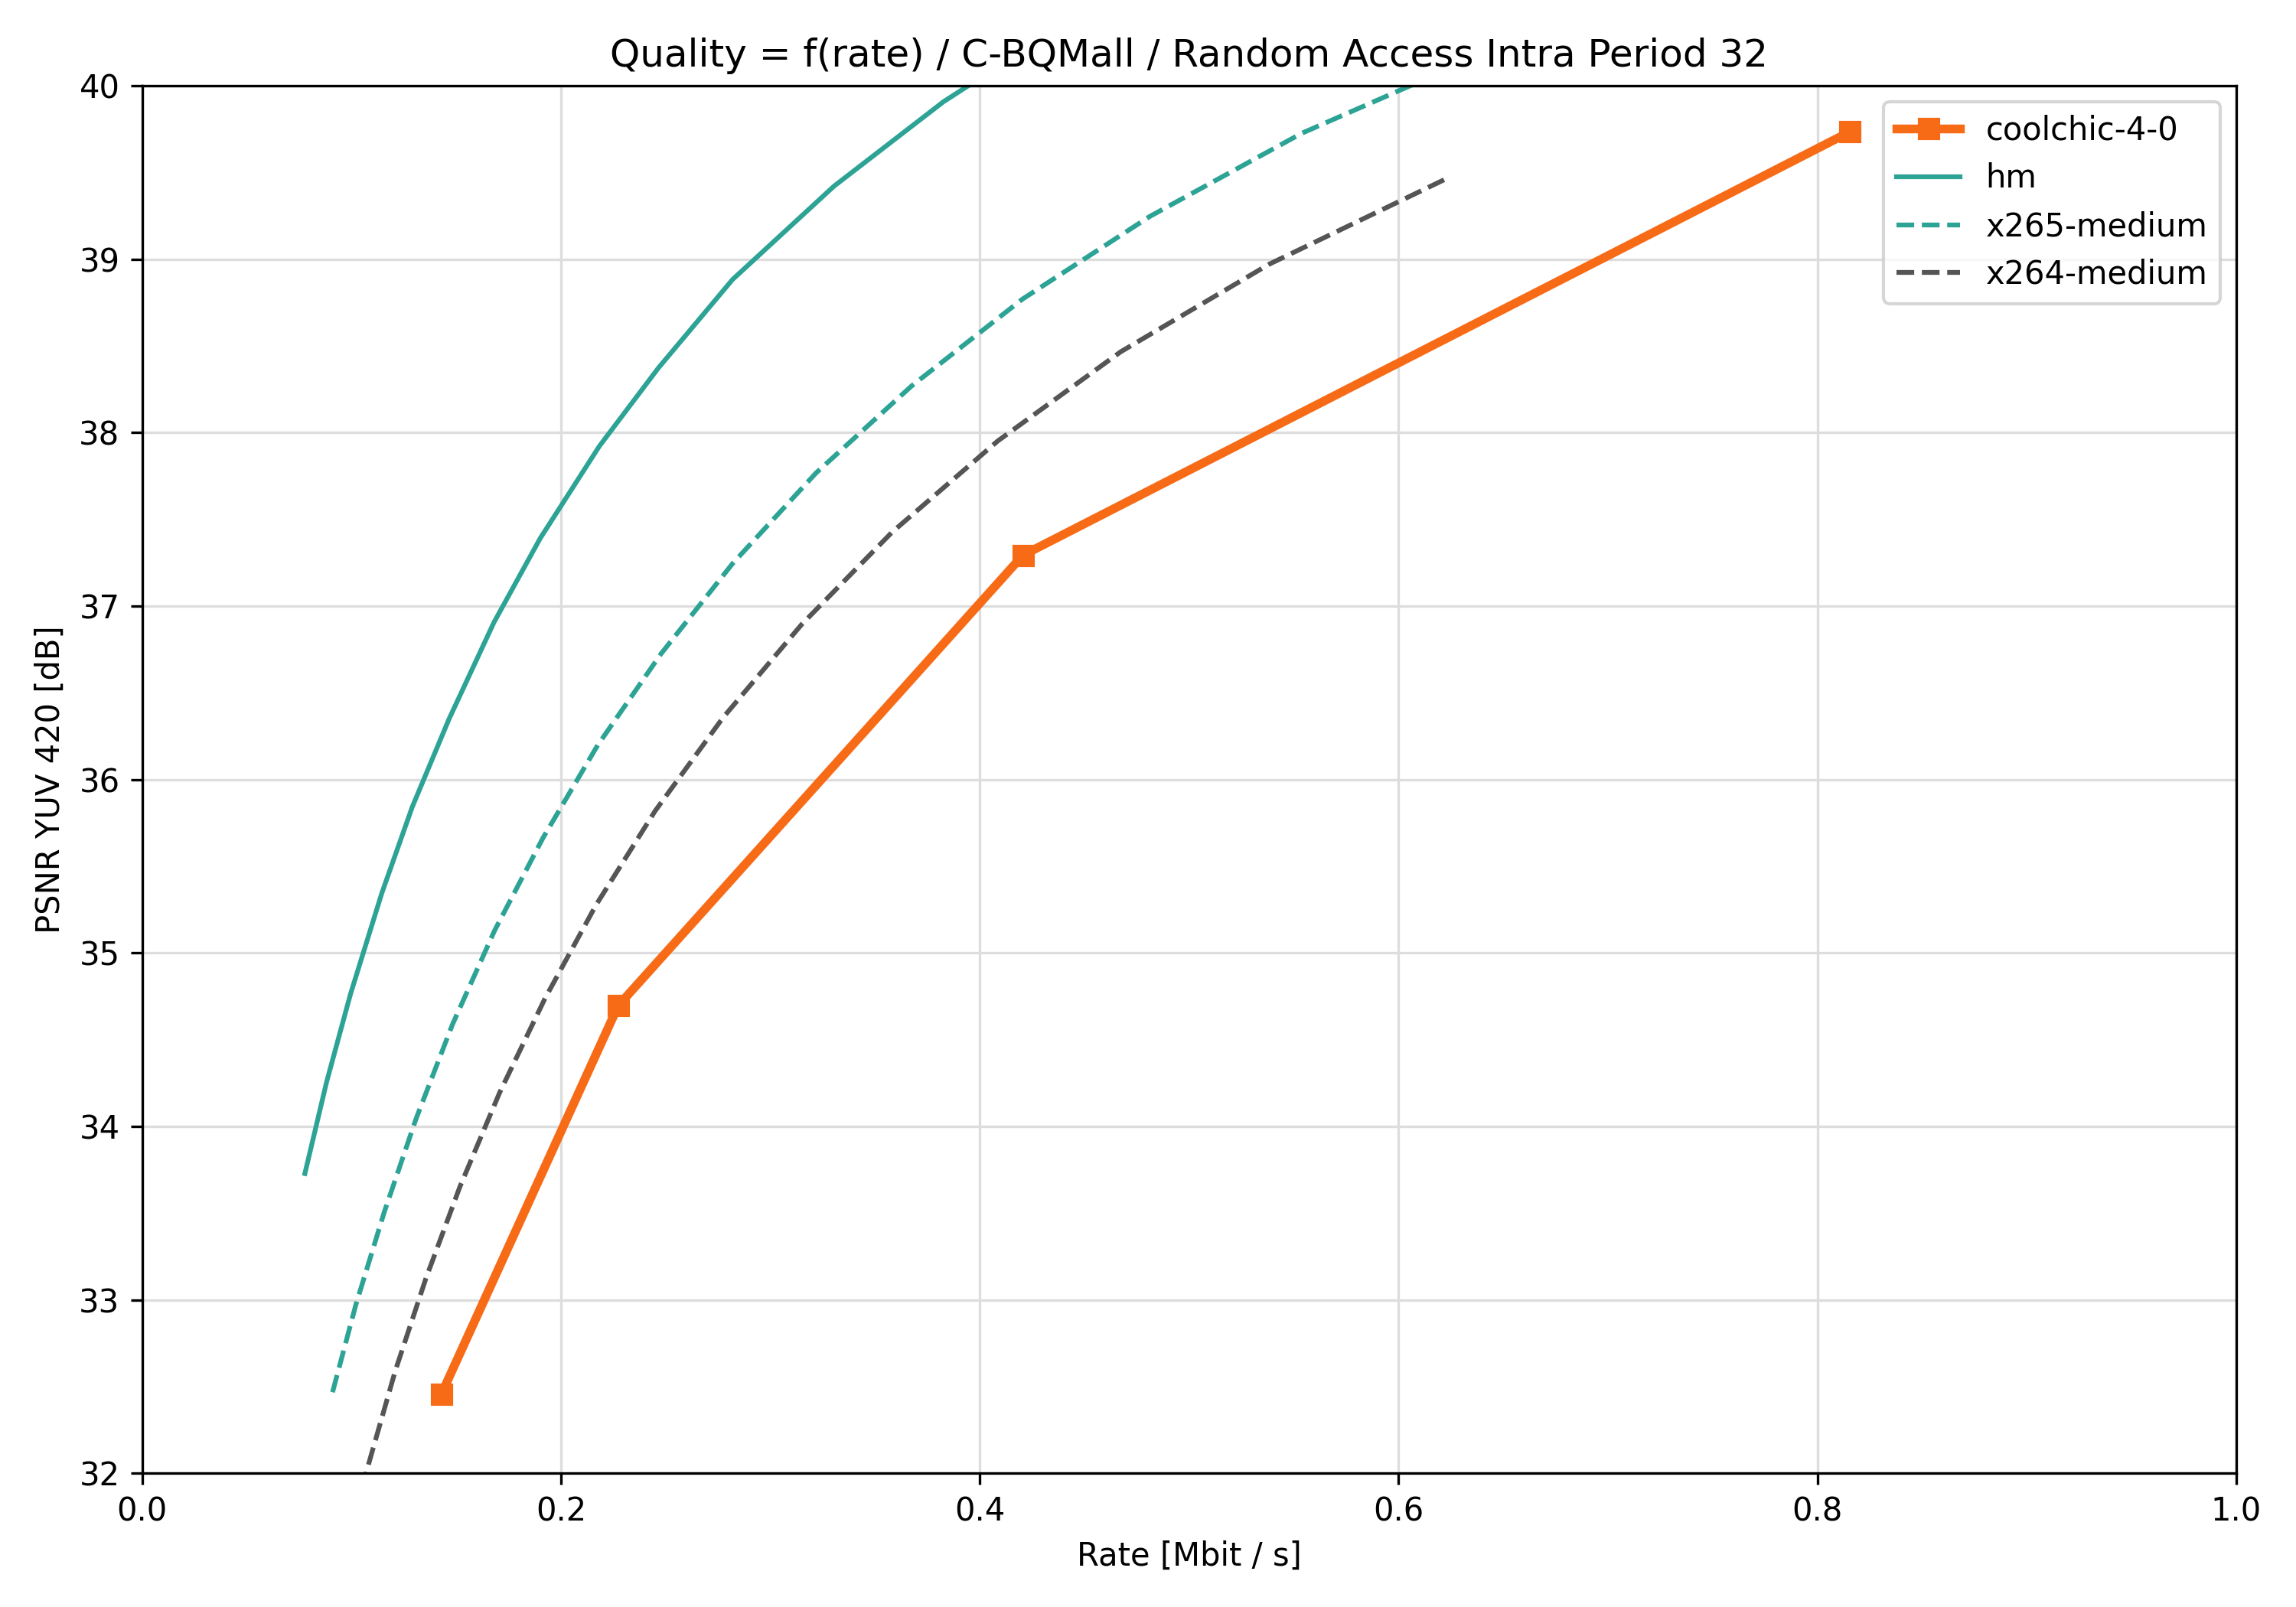 Quality = f(rate) / C-BQMall / Random Access Intra Period 32
coolchic-4-0
hm
x265-medium
x264-medium
PSNR YUV 420 [dB]
40
39
38
37
36
35
34
33
32
0.0 0.2 0.4 0.6 0.8 1.0
Rate [Mbit / s]